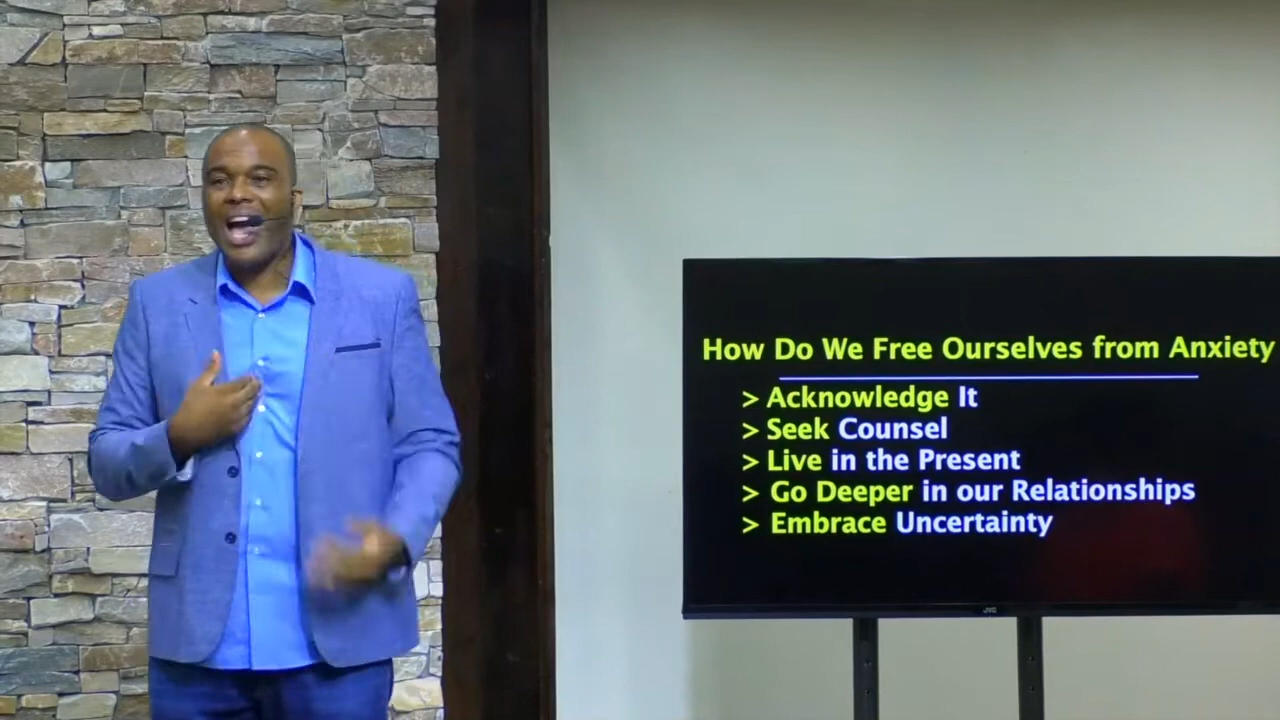 How Do We Free Ourselves from Anxiety
> Acknowledge It
> Seek Counsel
> Live in the Present
> Go Deeper in our Relationships
> Embrace Uncertainty
JVC